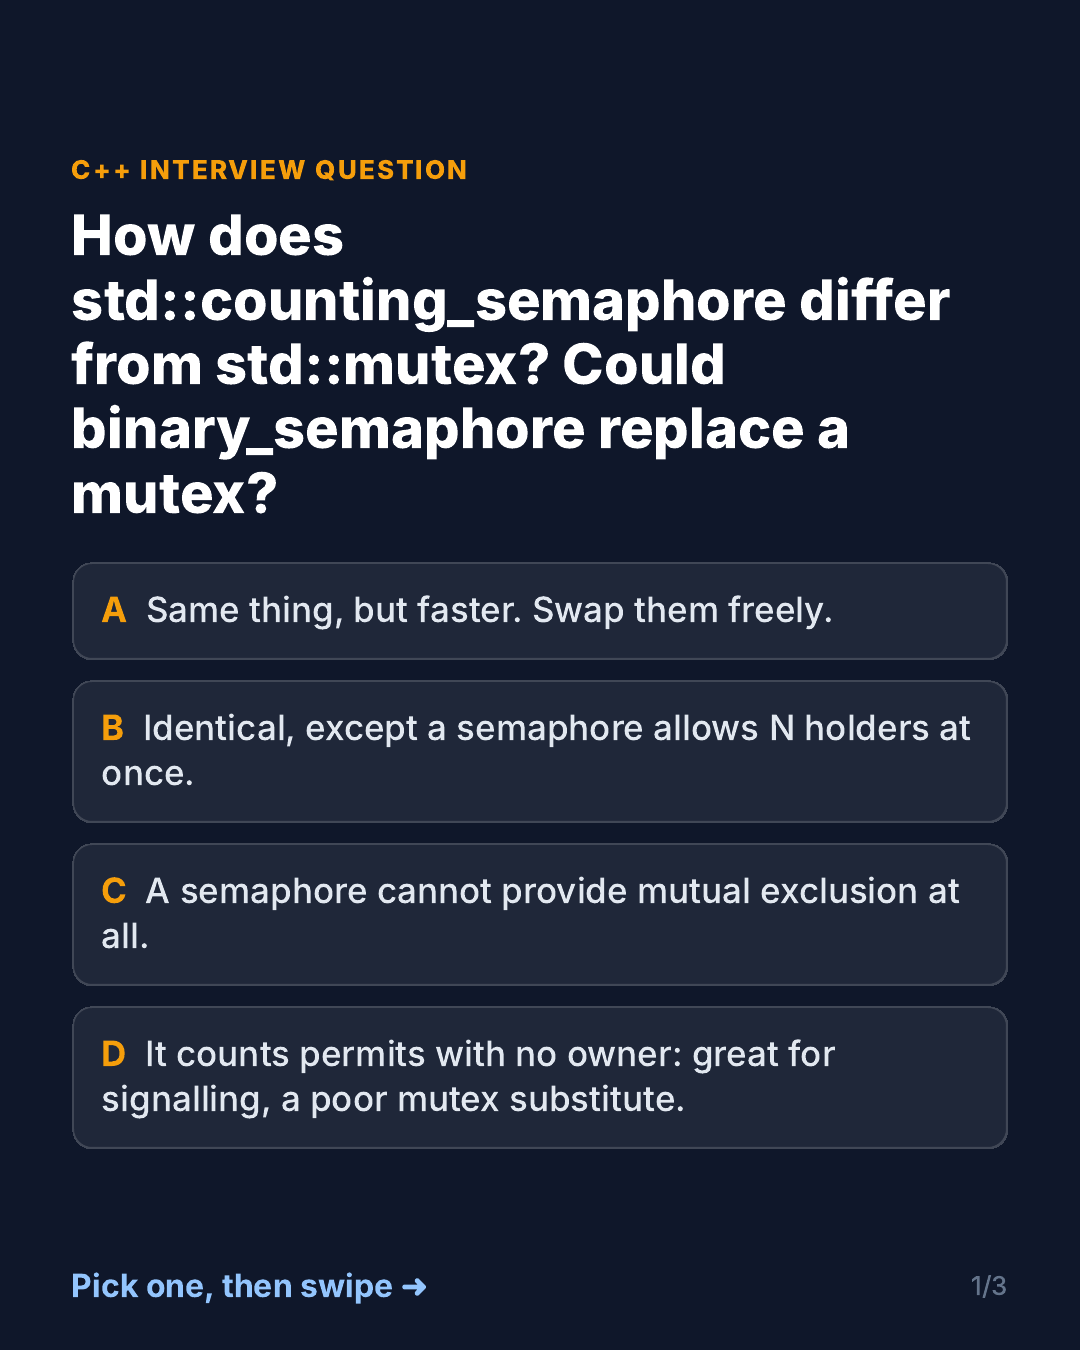 C++ INTERVIEW QUESTION
How does
std::counting_semaphore differ
from std::mutex? Could
binary_semaphore replace a
mutex?
A Same thing, but faster. Swap them freely.
B Identical, except a semaphore allows N holders at
once.
C A semaphore cannot provide mutual exclusion at
all.
D It counts permits with no owner: great for
signalling, a poor mutex substitute.
Pick one, then swipe ➜
1/3